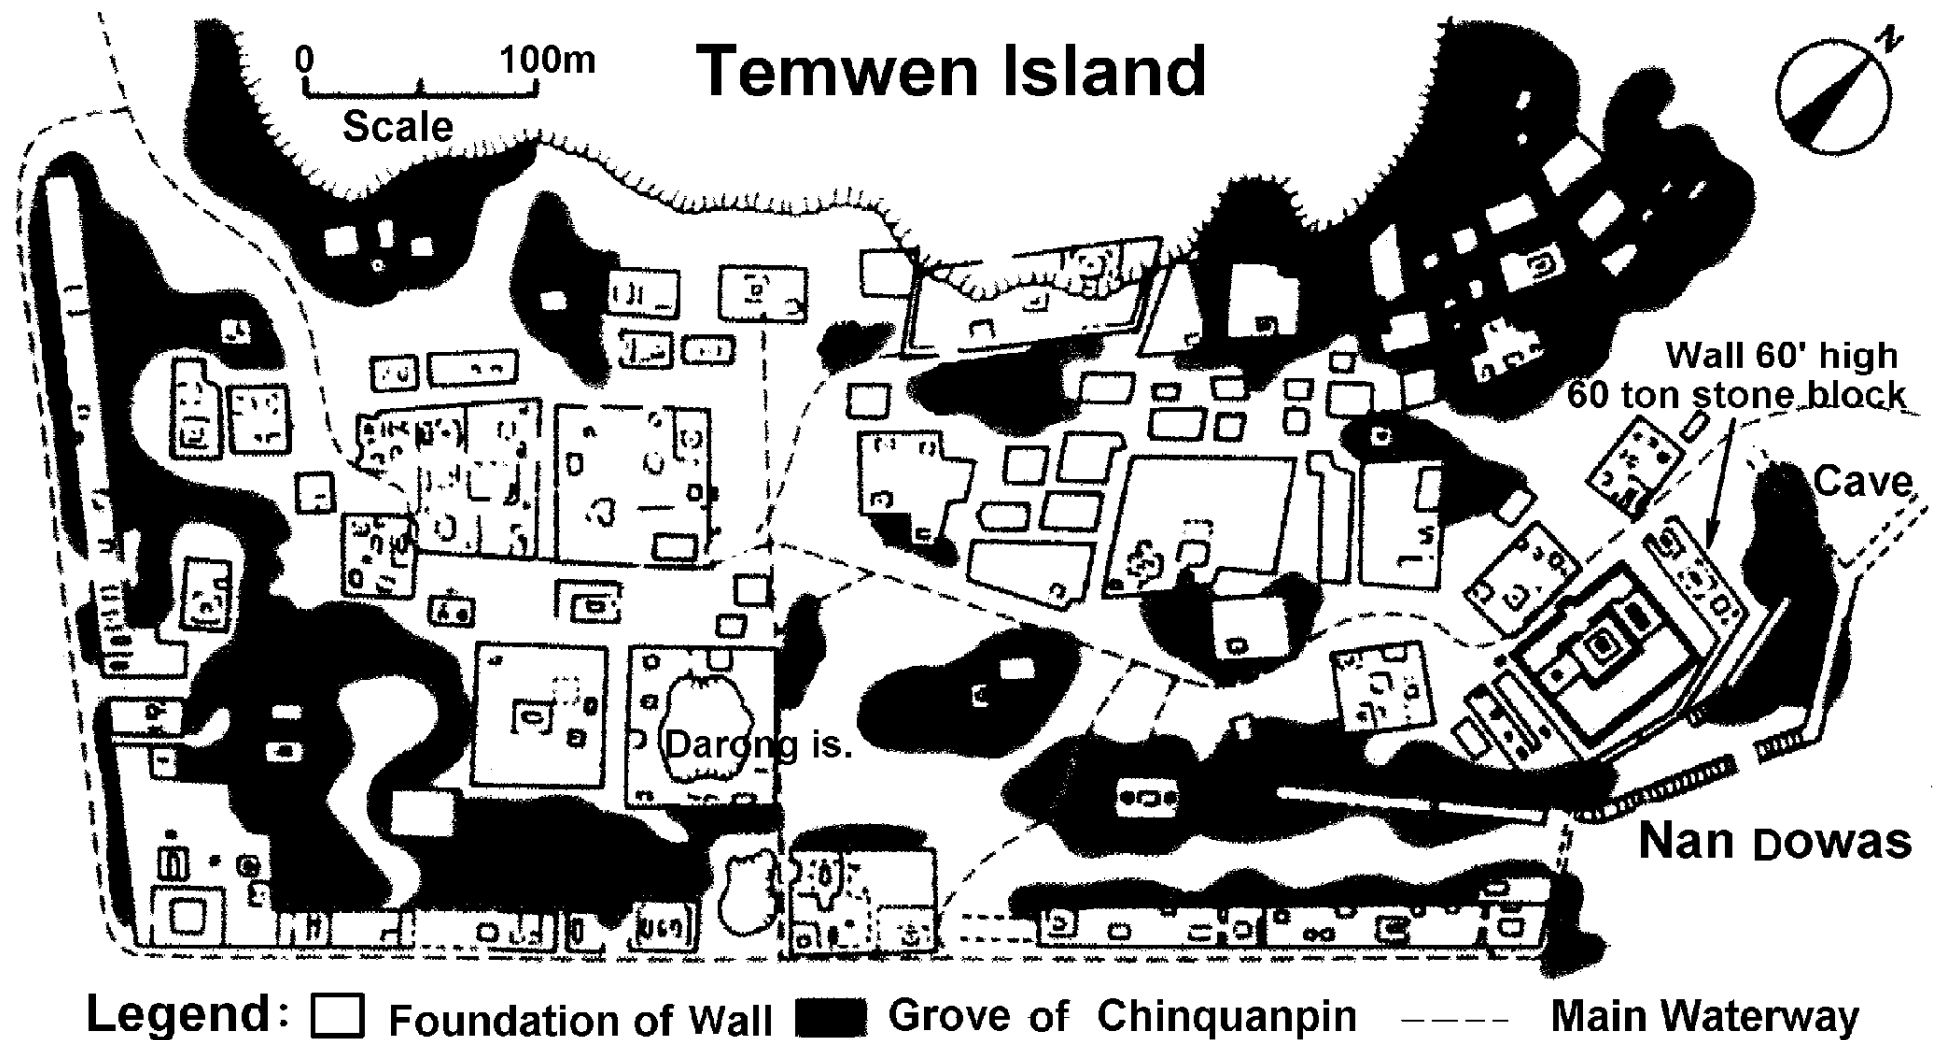 0 100m
Scale
Temwen Island
N
Wall 60' high
60 ton stone block
Cave
Darong is.
Nan Dowas
Legend: Foundation of Wall Grove of Chinquanpin Main Waterway